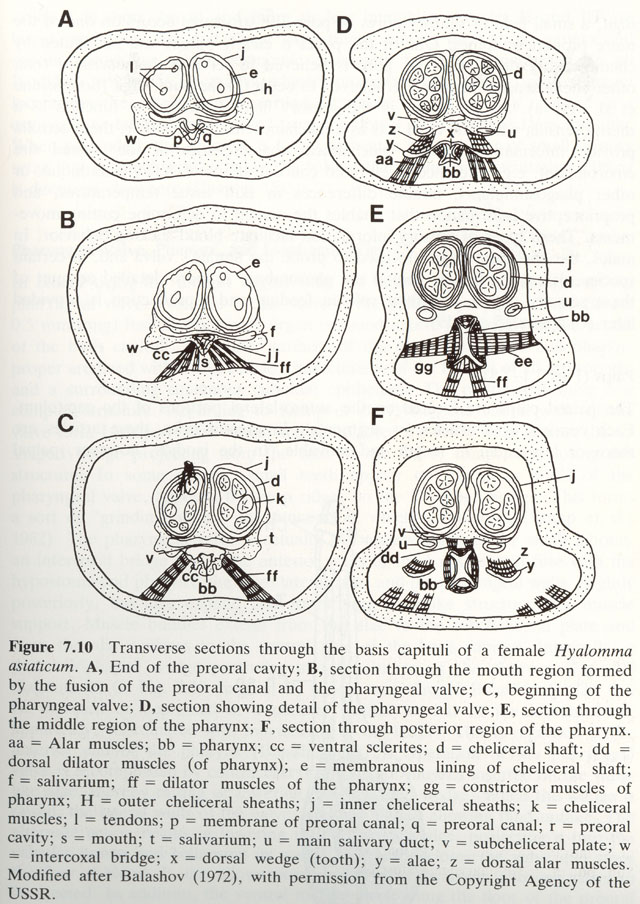 A
l
j
e
h
r
w
p
q
D
d
v
z
x
u
y
aa
bb
B
e
f
w
cc
s
jj
ff
E
j
d
u
bb
gg
ee
ff
C
j
d
k
t
v
cc
bb
ff
F
j
v
u
dd
z
y
bb
Figure 7.10 Transverse sections through the basis capituli of a female Hyalomma
asiaticum. A, End of the preoral cavity; B, section through the mouth region formed
by the fusion of the preoral canal and the pharyngeal valve; C, beginning of the
pharyngeal valve; D, section showing detail of the pharyngeal valve; E, section through
the middle region of the pharynx; F, section through posterior region of the pharynx.
aa = Alar muscles; bb = pharynx; cc = ventral sclerites; d = cheliceral shaft; dd =
dorsal dilator muscles (of pharynx); e = membranous lining of cheliceral shaft;
f = salivarium; ff = dilator muscles of the pharynx; gg = constrictor muscles of
pharynx; H = outer cheliceral sheaths; j = inner cheliceral sheaths; k = cheliceral
muscles; l = tendons; p = membrane of preoral canal; q = preoral canal; r = preoral
cavity; s = mouth; t = salivarium; u = main salivary duct; v = subcheliceral plate; w
= intercoxal bridge; x = dorsal wedge (tooth); y = alae; z = dorsal alar muscles.
Modified after Balashov (1972), with permission from the Copyright Agency of the
USSR.